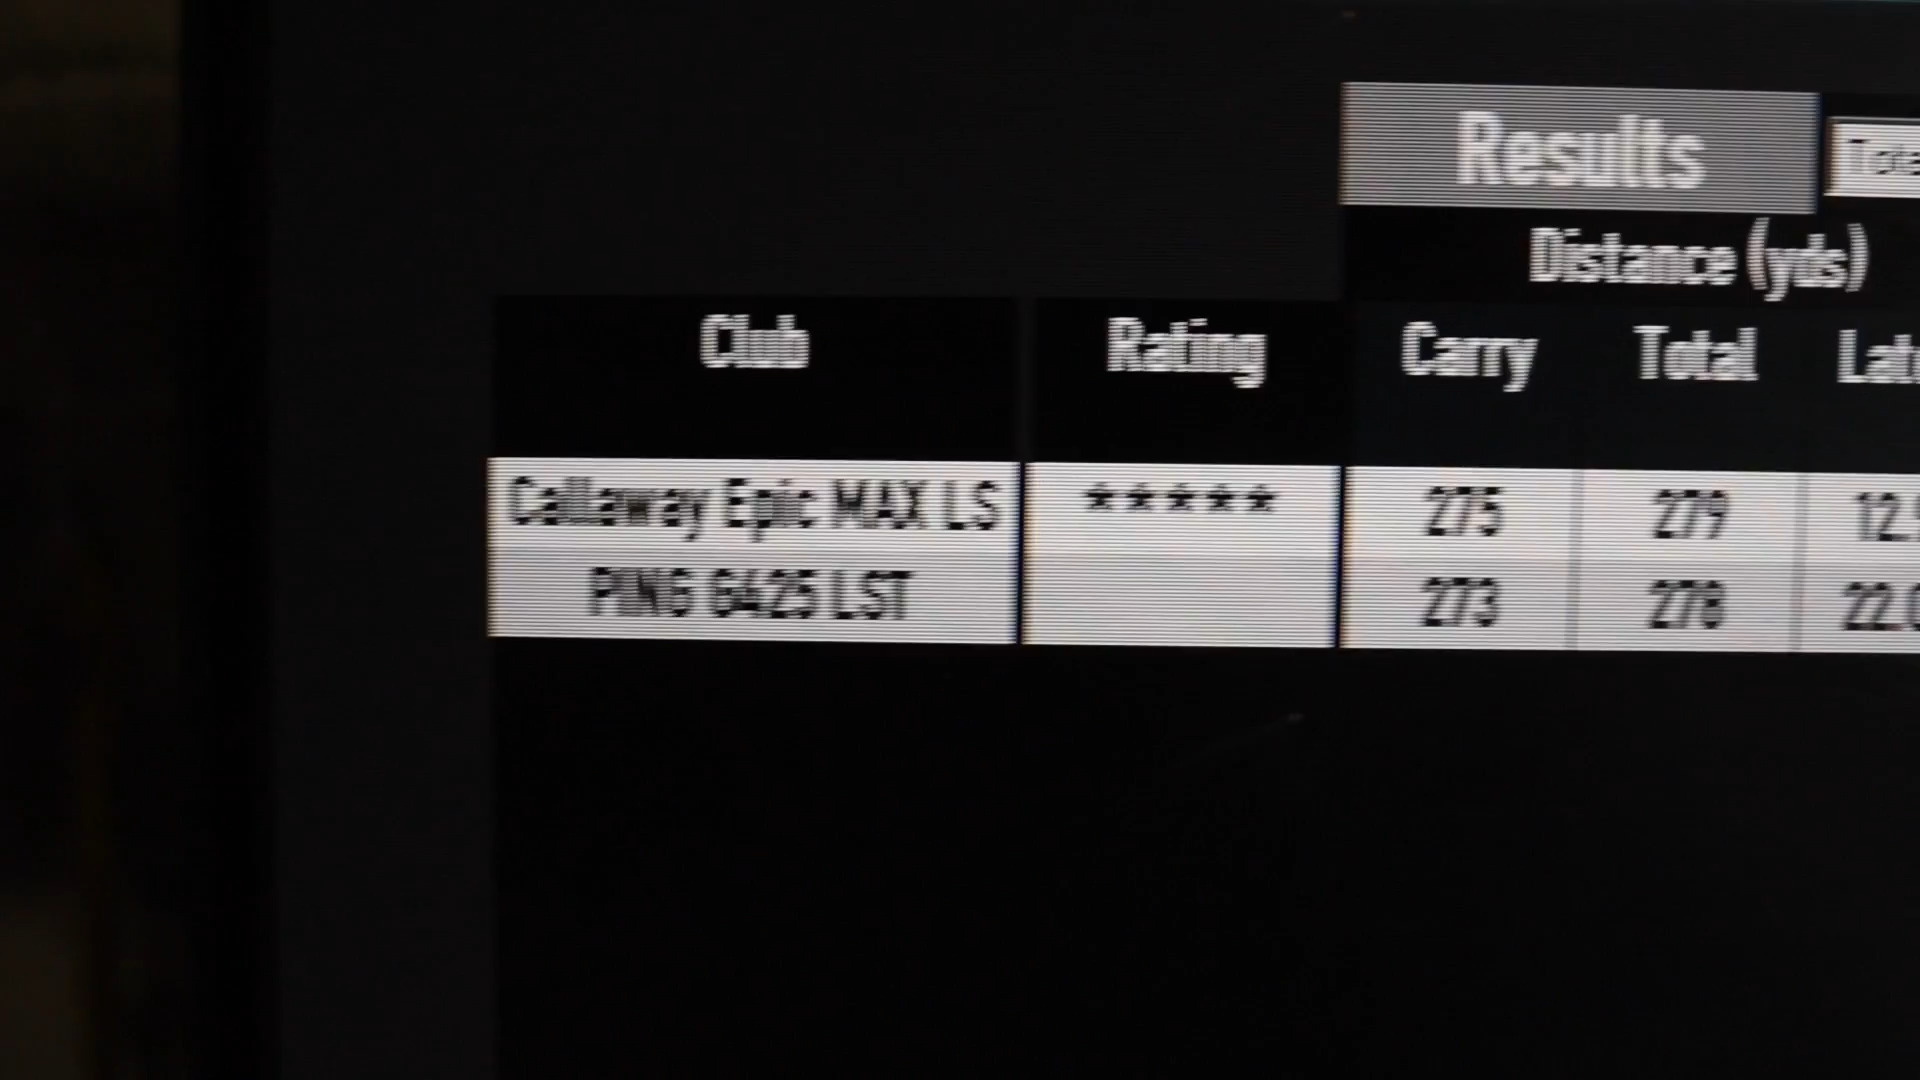 Results
Distance (yds)
Club Rating Carry Total
Callaway Epic MAX LS ***** 275 279
PING G425 LST 273 278